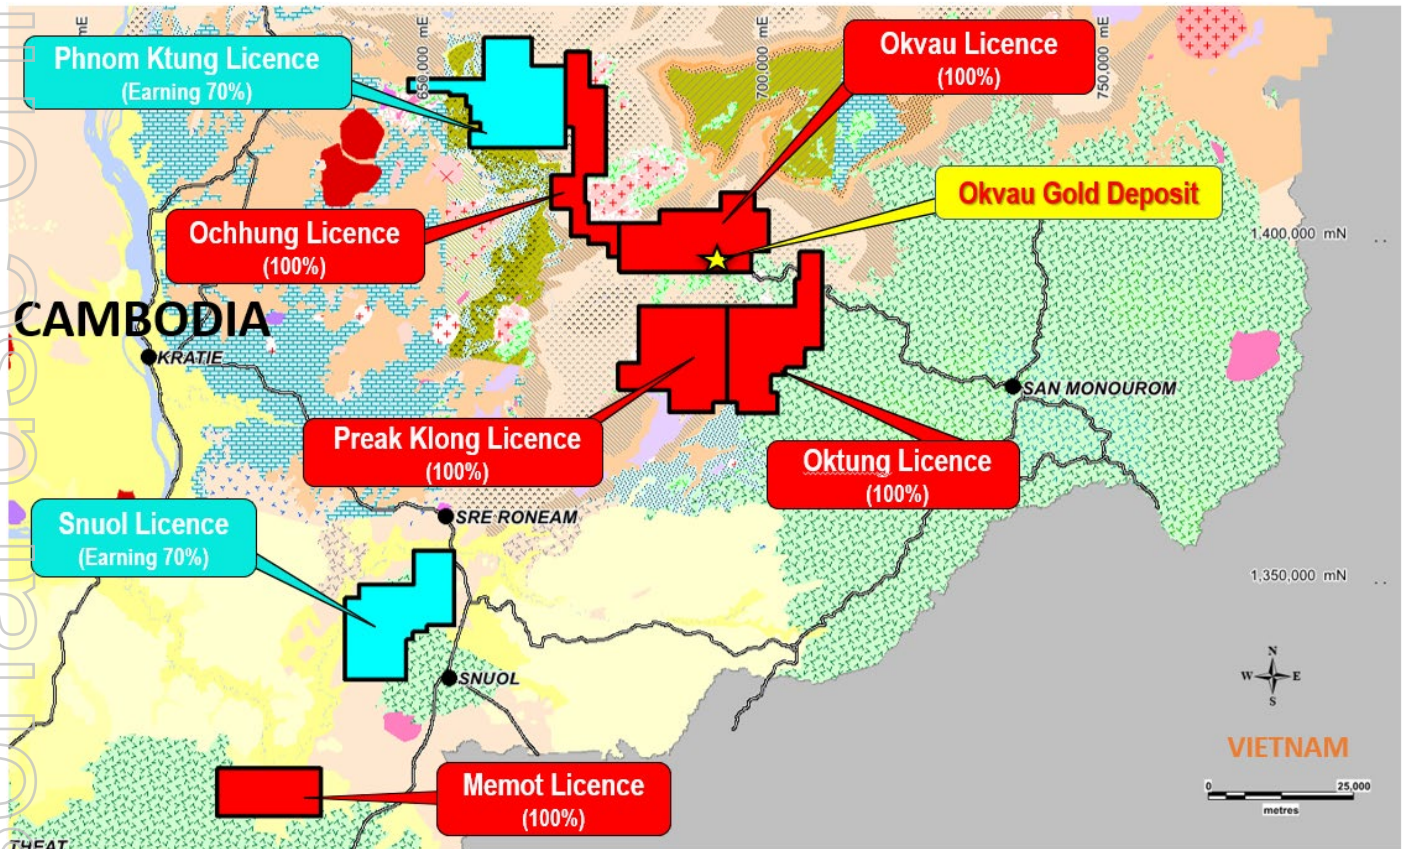 mE
650,000 mE
700,000 mE
750,000 mE
Phnom Ktung Licence
(Earning 70%)
Okvau Licence
(100%)
Okvau Gold Deposit
Ochhung Licence
(100%)
1,400,000 mN
CAMBODIA
KRATIE
SAN MONOUROM
Preak Klong Licence
(100%)
Oktung Licence
(100%)
Snuol Licence
(Earning 70%)
SRE RONEAM
1,350,000 mN
SNUOL
N
W E
S
VIETNAM
0 25,000
metres
Memot Licence
(100%)
THEAT